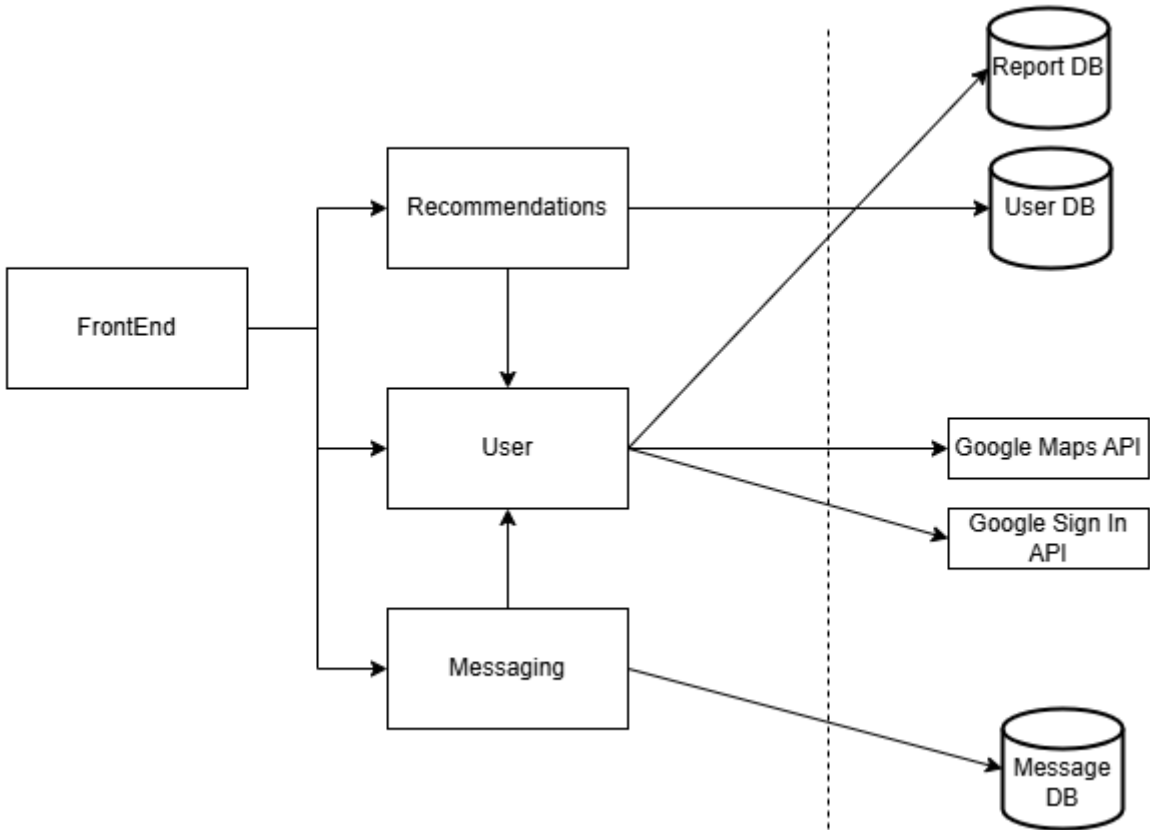 Report DB
User DB
Recommendations
FrontEnd
User
Google Maps API
Google Sign In
API
Messaging
Message
DB